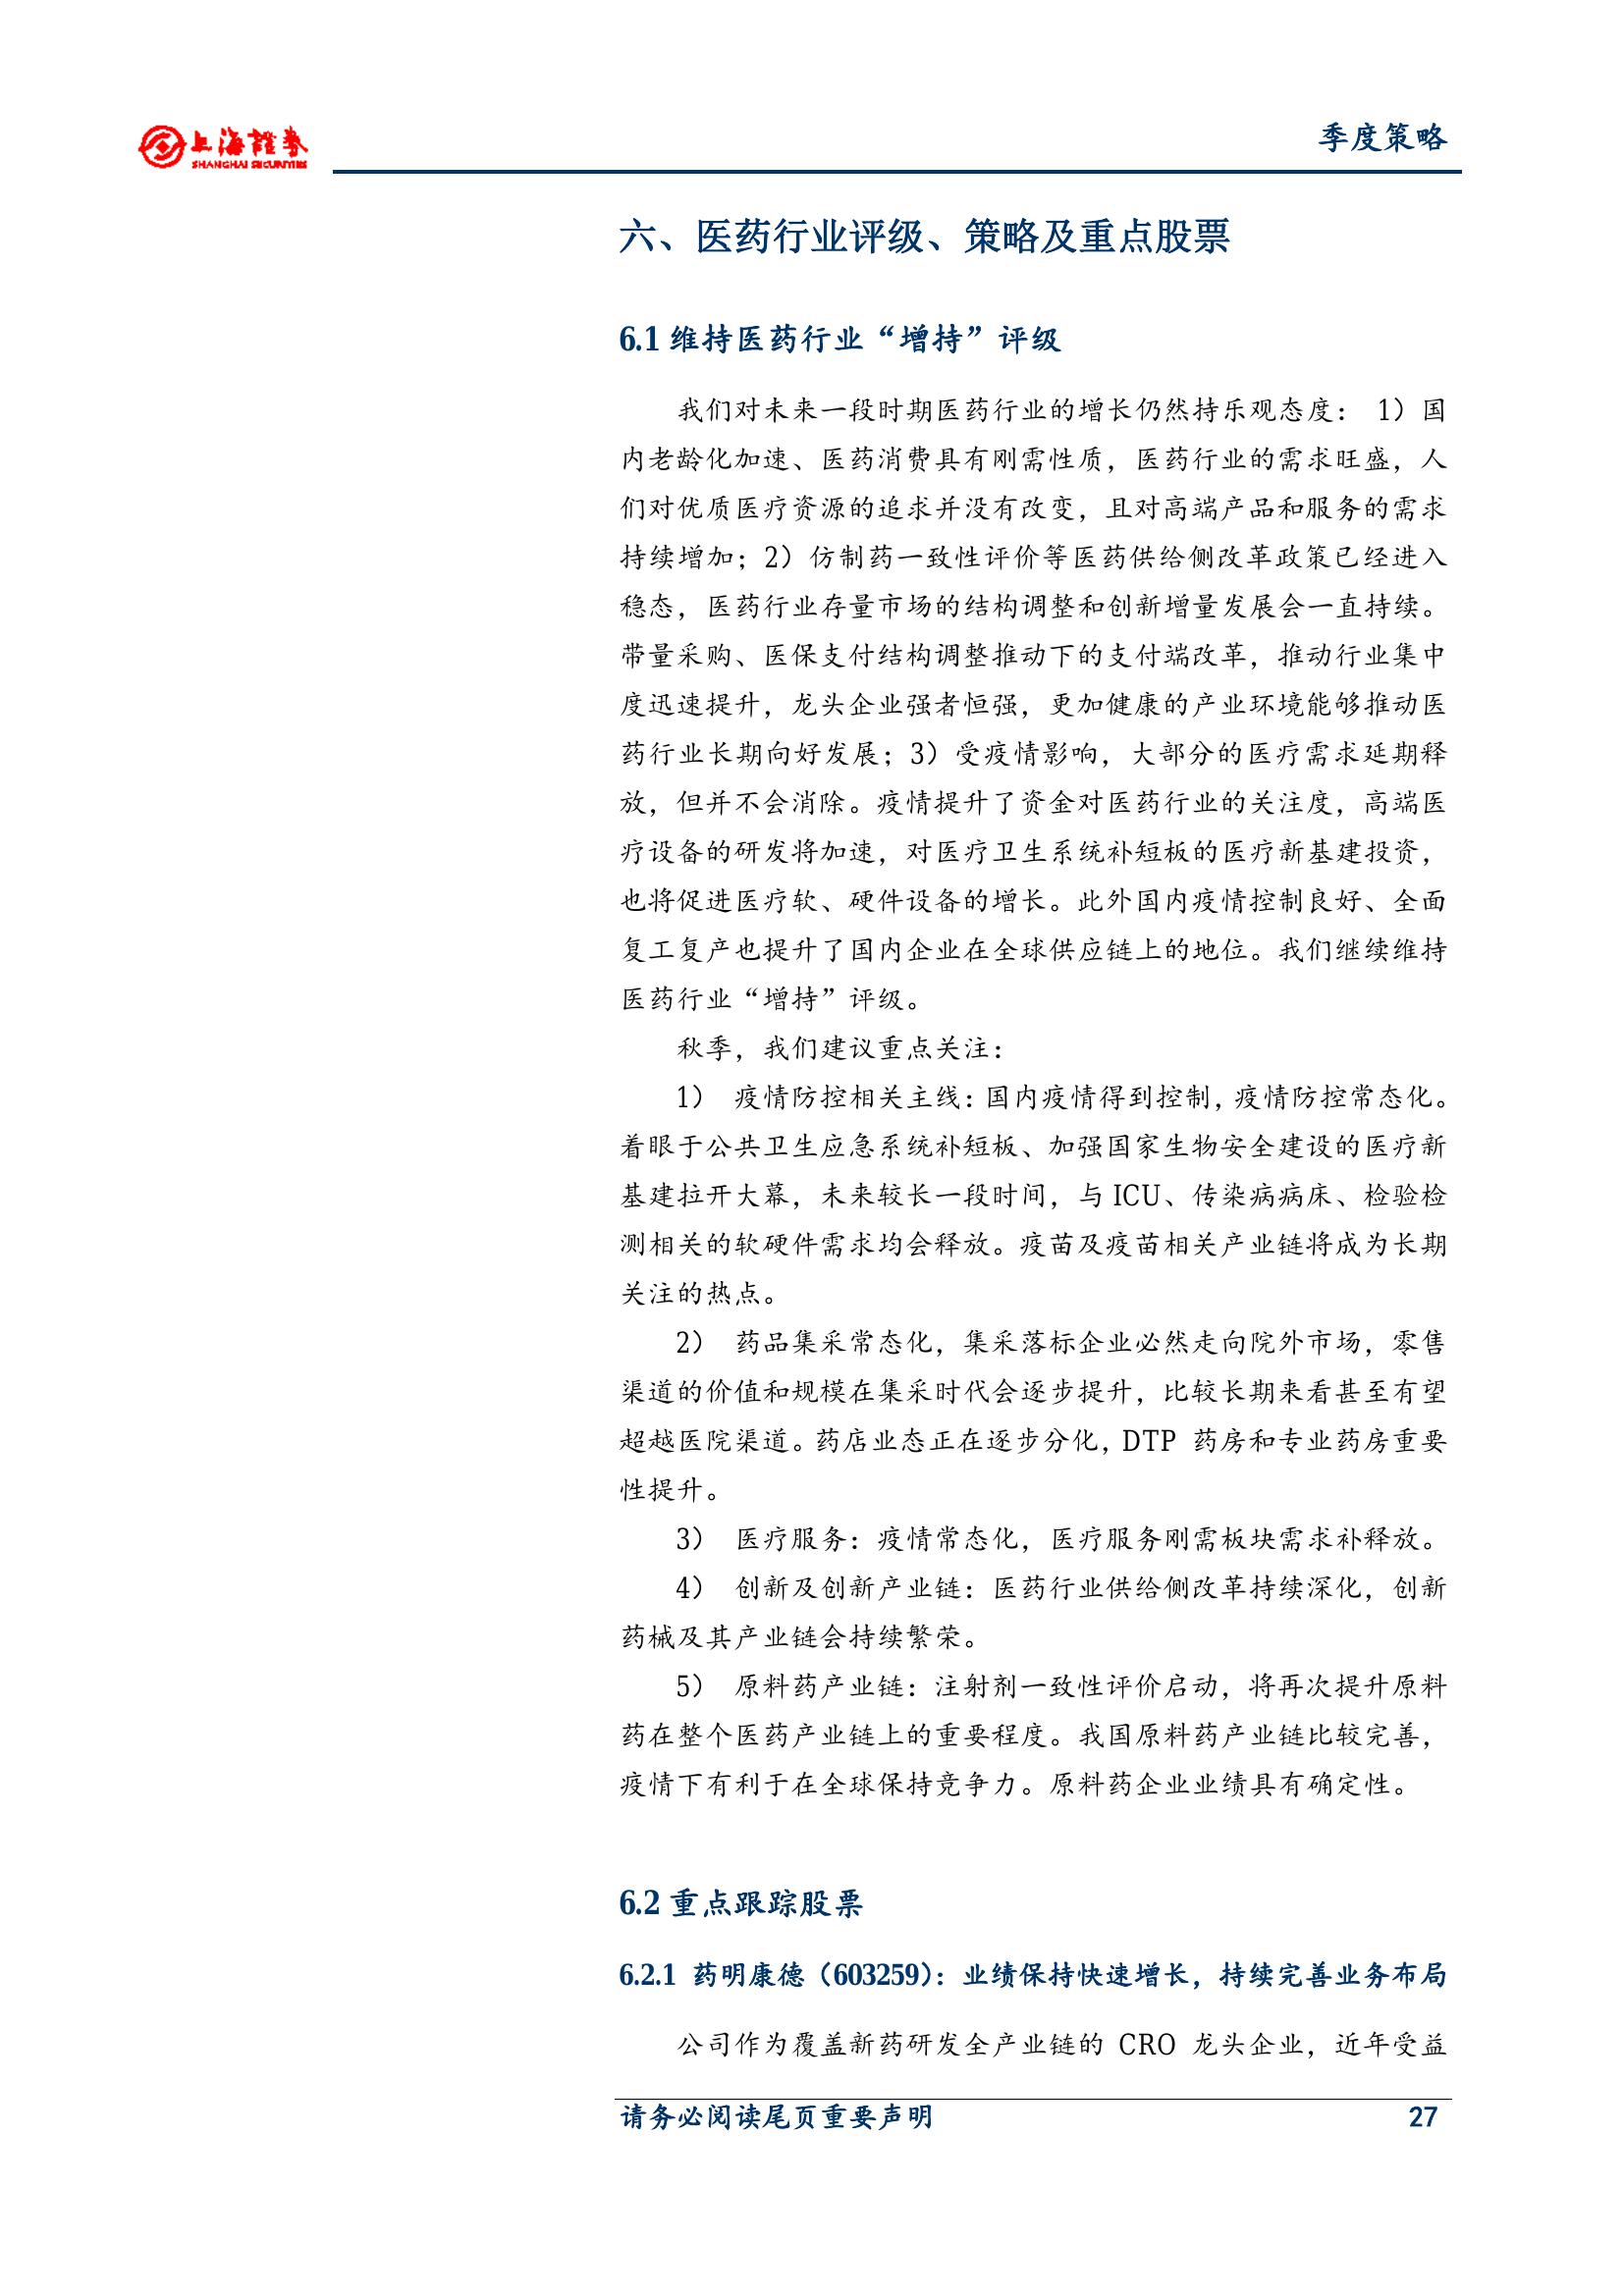 上海證券
SHANGHAI SECURITIES
季度策略
六、医药行业评级、策略及重点股票
6.1 维持医药行业“增持”评级
我们对未来一段时期医药行业的增长仍然持乐观态度： 1）国
内老龄化加速、医药消费具有刚需性质，医药行业的需求旺盛，人
们对优质医疗资源的追求并没有改变，且对高端产品和服务的需求
持续增加；2）仿制药一致性评价等医药供给侧改革政策已经进入
稳态，医药行业存量市场的结构调整和创新增量发展会一直持续。
带量采购、医保支付结构调整推动下的支付端改革，推动行业集中
度迅速提升，龙头企业强者恒强，更加健康的产业环境能够推动医
药行业长期向好发展；3）受疫情影响，大部分的医疗需求延期释
放，但并不会消除。疫情提升了资金对医药行业的关注度，高端医
疗设备的研发将加速，对医疗卫生系统补短板的医疗新基建投资，
也将促进医疗软、硬件设备的增长。此外国内疫情控制良好、全面
复工复产也提升了国内企业在全球供应链上的地位。我们继续维持
医药行业“增持”评级。
秋季，我们建议重点关注：
1） 疫情防控相关主线：国内疫情得到控制，疫情防控常态化。
着眼于公共卫生应急系统补短板、加强国家生物安全建设的医疗新
基建拉开大幕，未来较长一段时间，与 ICU、传染病病床、检验检
测相关的软硬件需求均会释放。疫苗及疫苗相关产业链将成为长期
关注的热点。
2） 药品集采常态化，集采落标企业必然走向院外市场，零售
渠道的价值和规模在集采时代会逐步提升，比较长期来看甚至有望
超越医院渠道。药店业态正在逐步分化，DTP 药房和专业药房重要
性提升。
3） 医疗服务：疫情常态化，医疗服务刚需板块需求补释放。
4） 创新及创新产业链：医药行业供给侧改革持续深化，创新
药械及其产业链会持续繁荣。
5） 原料药产业链：注射剂一致性评价启动，将再次提升原料
药在整个医药产业链上的重要程度。我国原料药产业链比较完善，
疫情下有利于在全球保持竞争力。原料药企业业绩具有确定性。
6.2 重点跟踪股票
6.2.1 药明康德（603259）：业绩保持快速增长，持续完善业务布局
公司作为覆盖新药研发全产业链的 CRO 龙头企业，近年受益
请务必阅读尾页重要声明 27